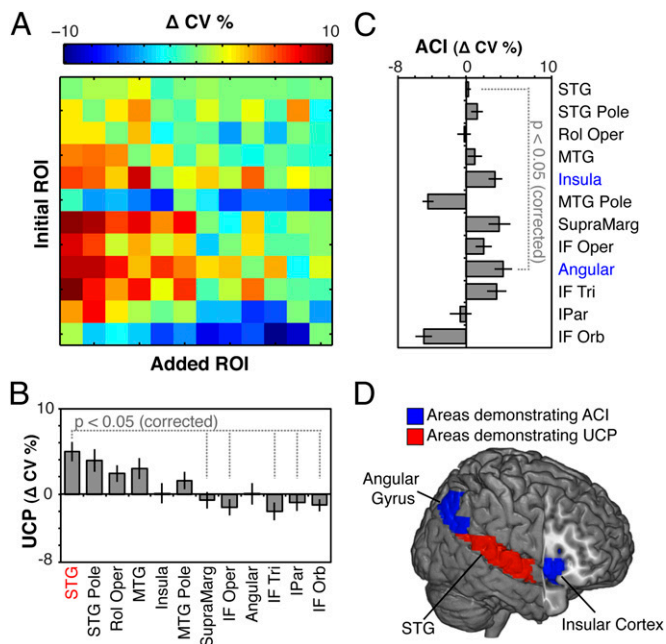 A
Δ CV %
-10
10
Initial ROI
Added ROI
B
10
0
-8
UCP (Δ CV %)
p < 0.05 (corrected)
STG
STG Pole
Rol Oper
MTG
Insula
MTG Pole
SupraMarg
IF Oper
Angular
IF Tri
IPar
IF Orb
C
ACI (Δ CV %)
-8
0
10
STG
STG Pole
Rol Oper
MTG
Insula
MTG Pole
SupraMarg
IF Oper
Angular
IF Tri
IPar
IF Orb
p < 0.05 (corrected)
D
Areas demonstrating ACI
Areas demonstrating UCP
Angular
Gyrus
STG
Insular Cortex